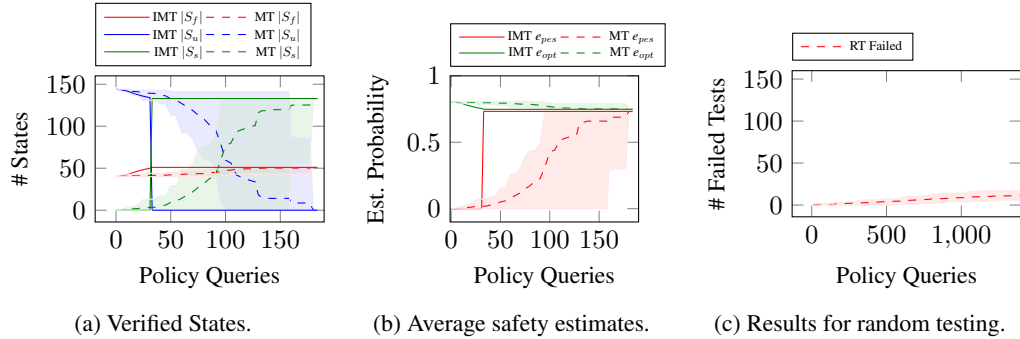 IMT |S_f| MT |S_f|
IMT |S_u| MT |S_u|
IMT |S_s| MT |S_s|
150
100
50
0
# States
0 50 100 150
Policy Queries
(a) Verified States.
IMT e_pes MT e_pes
IMT e_opt MT e_opt
1
0.5
0
Est. Probability
0 50 100 150
Policy Queries
(b) Average safety estimates.
RT Failed
150
100
50
0
# Failed Tests
0 500 1,000
Policy Queries
(c) Results for random testing.